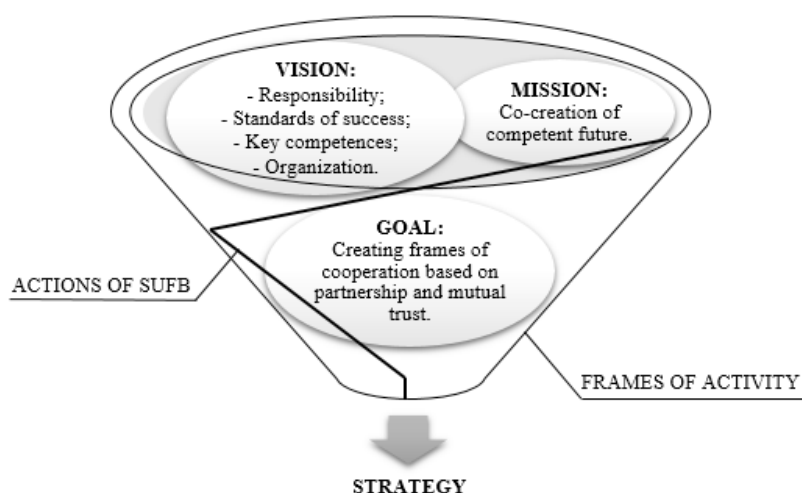 VISION:
- Responsibility;
- Standards of success;
- Key competences;
- Organization.
MISSION:
Co-creation of
competent future.
GOAL:
Creating frames of
cooperation based on
partnership and mutual
trust.
ACTIONS OF SUFB
FRAMES OF ACTIVITY
STRATEGY